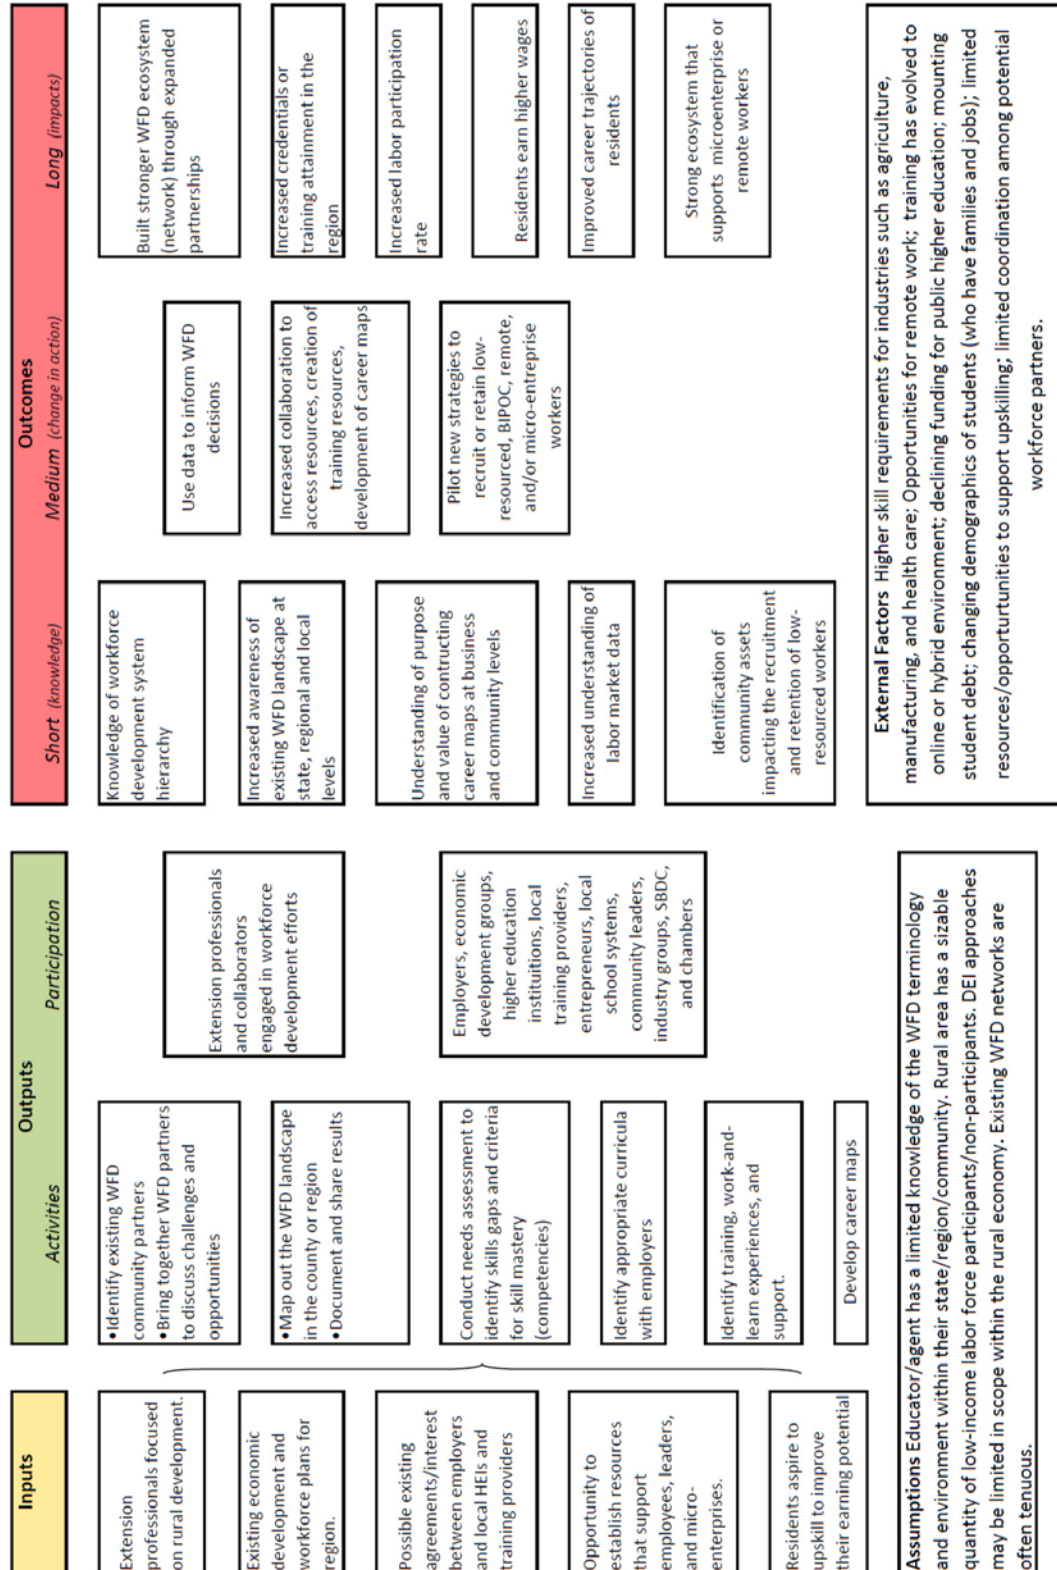 Inputs
Extension
professionals focused
on rural development.
Existing economic
development and
workforce plans for
region.
Possible existing
agreements/interest
between employers
and local HEIs and
training providers
Opportunity to
establish resources
that support
employees, leaders,
and micro-
enterprises.
Residents aspire to
upskill to improve
their earning potential
Outputs
Activities
Participation
•Identify existing WFD
community partners
•Bring together WFD partners
to discuss challenges and
opportunities
•Map out the WFD landscape
in the county or region
•Document and share results
Conduct needs assessment to
identify skills gaps and criteria
for skill mastery
(competencies)
Identify appropriate curricula
with employers
Identify training, work-and-
learn experiences, and
support.
Develop career maps
Extension professionals
and collaborators
engaged in workforce
development efforts
Employers, economic
development groups,
higher education
instituitions, local
training providers,
entrepreneurs, local
school systems,
community leaders,
industry groups, SBDC,
and chambers
Outcomes
Short (knowledge)
Medium (change in action)
Long (impacts)
Knowledge of workforce
development system
hierarchy
Increased awareness of
existing WFD landscape at
state, regional and local
levels
Understanding of purpose
and value of contructing
career maps at business
and community levels
Increased understanding of
labor market data
Identification of
community assets
impacting the recruitment
and retention of low-
resourced workers
Use data to inform WFD
decisions
Increased collaboration to
access resources, creation of
training resources,
development of career maps
Pilot new strategies to
recruit or retain low-
resourced, BIPOC, remote,
and/or micro-entreprise
workers
Built stronger WFD ecosystem
(network) through expanded
partnerships
Increased credentials or
training attainment in the
region
Increased labor participation
rate
Residents earn higher wages
Improved career trajectories of
residents
Strong ecosystem that
supports microenterprise or
remote workers
Assumptions Educator/agent has a limited knowledge of the WFD terminology
and environment within their state/region/community. Rural area has a sizable
quantity of low-income labor force participants/non-participants. DEI approaches
may be limited in scope within the rural economy. Existing WFD networks are
often tenuous.
External Factors Higher skill requirements for industries such as agriculture,
manufacturing, and health care; Opportunities for remote work; training has evolved to
online or hybrid environment; declining funding for public higher education; mounting
student debt; changing demographics of students (who have families and jobs); limited
resources/opporturtunities to support upskilling; limited coordination among potential
workforce partners.